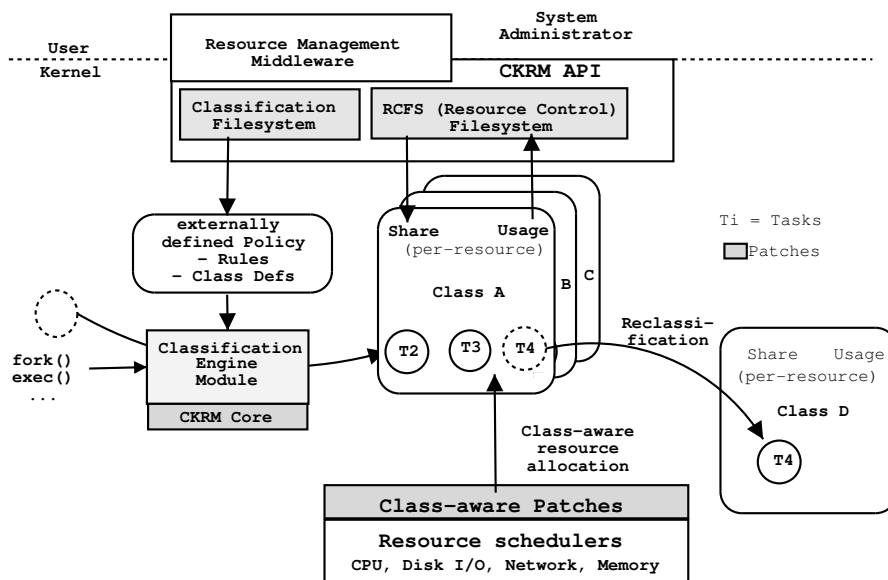 System
Administrator
User
Kernel
Resource Management
Middleware
CKRM API
Classification
Filesystem
RCFS (Resource Control)
Filesystem
externally
defined Policy
– Rules
– Class Defs
Share
Usage
(per–resource)
Class A
B
C
Ti = Tasks
Patches
T2
T3
T4
fork()
exec()
...
Classification
Engine
Module
CKRM Core
Reclassi–
fication
Share
Usage
(per–resource)
Class D
T4
Class–aware
resource
allocation
Class–aware Patches
Resource schedulers
CPU, Disk I/O, Network, Memory